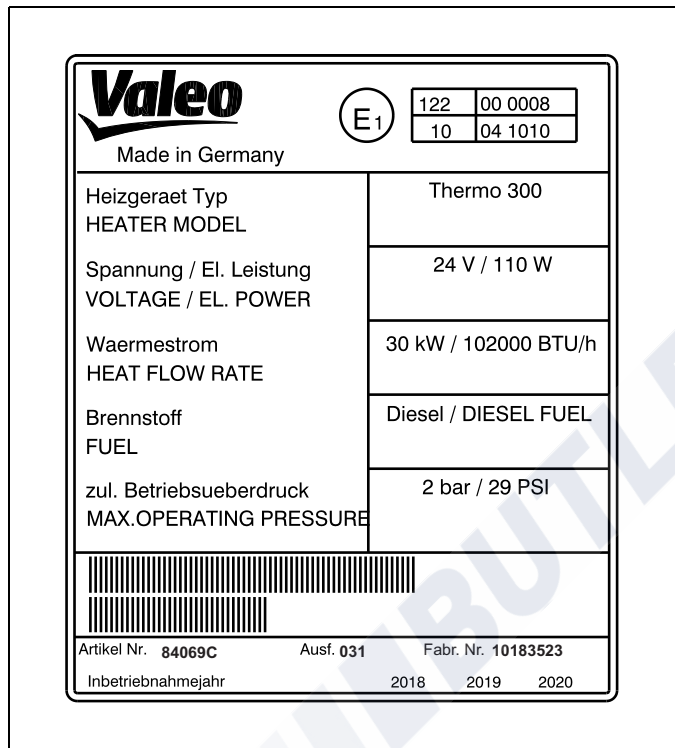 Valeo
Made in Germany
E1
122 00 0008
10 04 1010
Heizgeraet Typ
HEATER MODEL
Thermo 300
Spannung / El. Leistung
VOLTAGE / EL. POWER
24 V / 110 W
Waermestrom
HEAT FLOW RATE
30 kW / 102000 BTU/h
Brennstoff
FUEL
Diesel / DIESEL FUEL
zul. Betriebsueberdruck
MAX.OPERATING PRESSURE
2 bar / 29 PSI
Artikel Nr. 84069C Ausf. 031 Fabr. Nr. 10183523
Inbetriebnahmejahr 2018 2019 2020